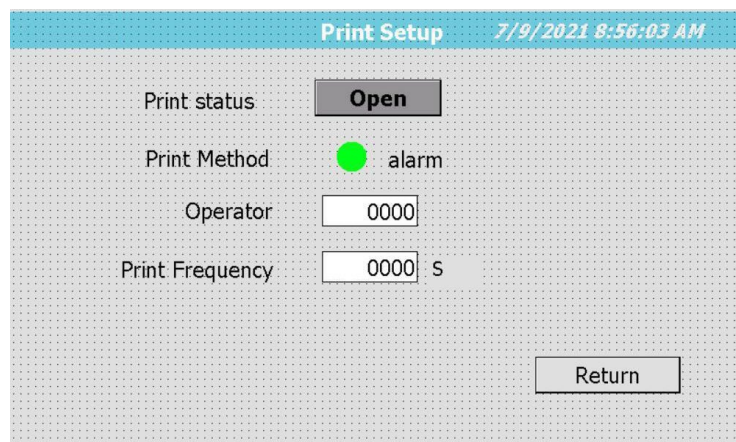 Print Setup 7/9/2021 8:56:03 AM
Print status Open
Print Method alarm
Operator 0000
Print Frequency 0000 S
Return